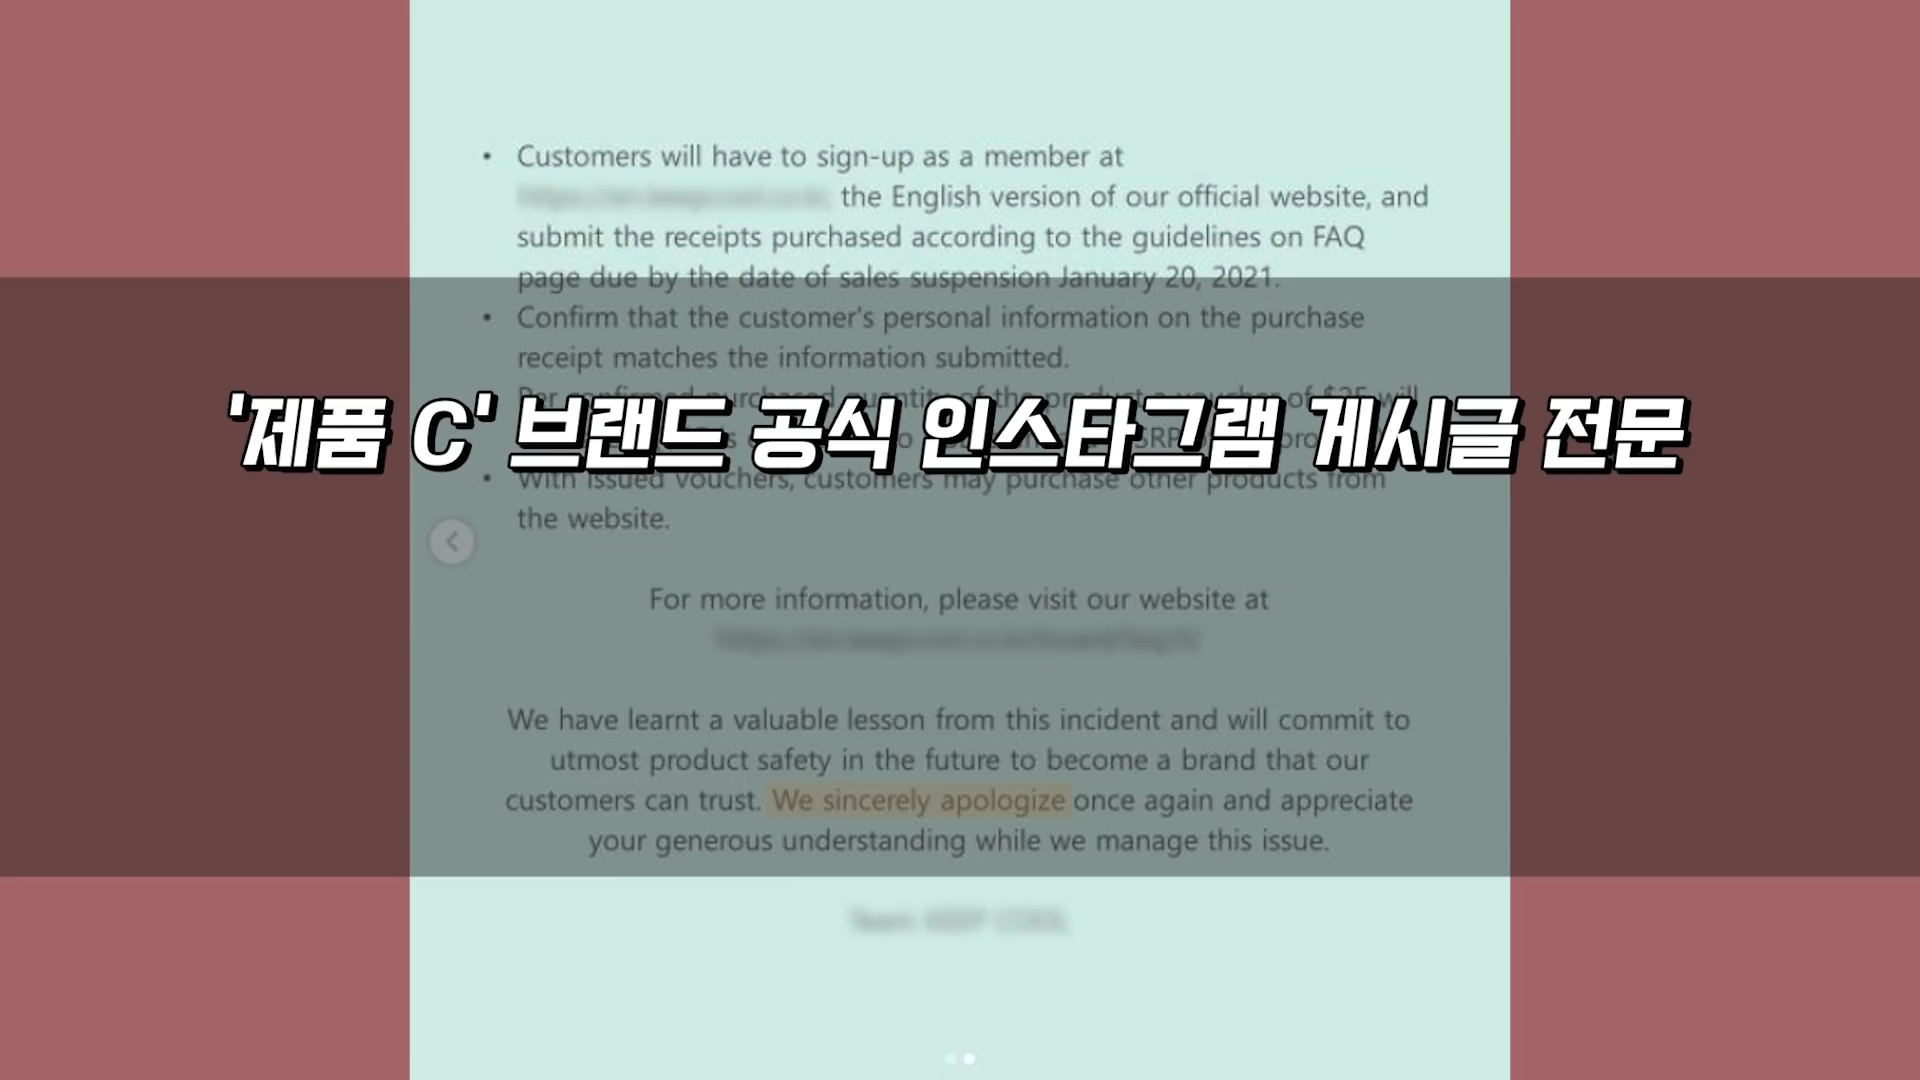 • Customers will have to sign-up as a member at
the English version of our official website, and
submit the receipts purchased according to the guidelines on FAQ
page due by the date of sales suspension January 20, 2021.
• Confirm that the customer's personal information on the purchase
receipt matches the information submitted.
'제품 C' 브랜드 공식 인스타그램 게시글 전문
• With issued vouchers, customers may purchase other products from
the website.
For more information, please visit our website at
We have learnt a valuable lesson from this incident and will commit to
utmost product safety in the future to become a brand that our
customers can trust. We sincerely apologize once again and appreciate
your generous understanding while we manage this issue.